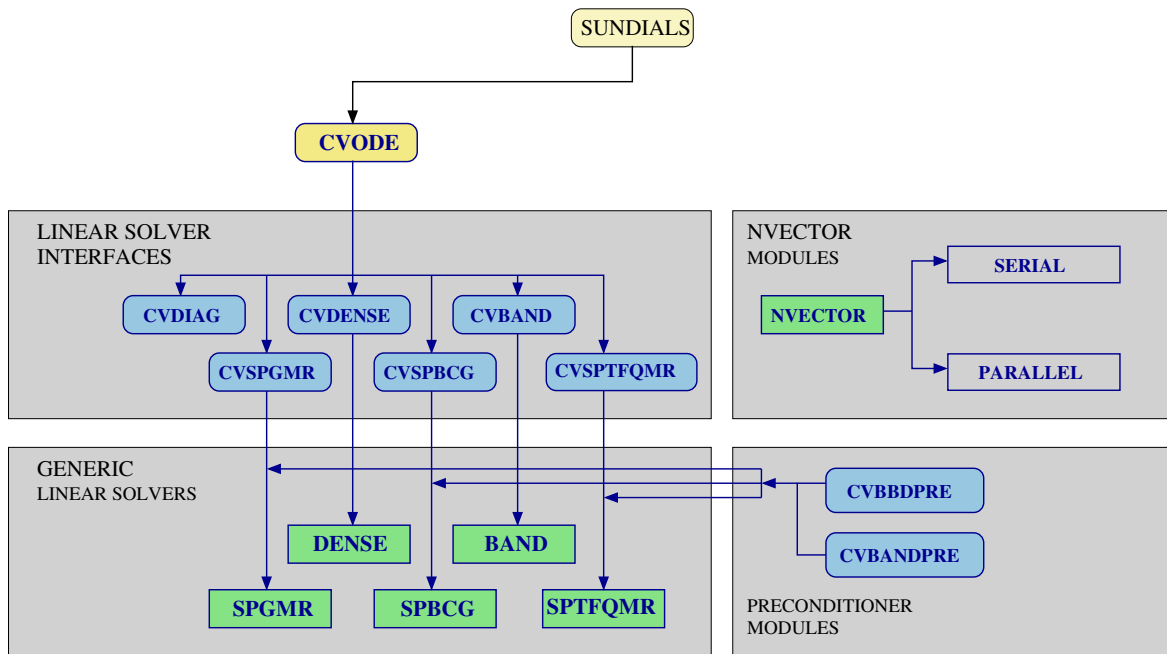 SUNDIALS
CVODE
LINEAR SOLVER
INTERFACES
CVDIAG
CVDENSE
CVBAND
CVSPGMR
CVSPBCG
CVSPTFQMR
NVECTOR
MODULES
SERIAL
NVECTOR
PARALLEL
GENERIC
LINEAR SOLVERS
DENSE
BAND
SPGMR
SPBCG
SPTFQMR
CVBBDPRE
CVBANDPRE
PRECONDITIONER
MODULES